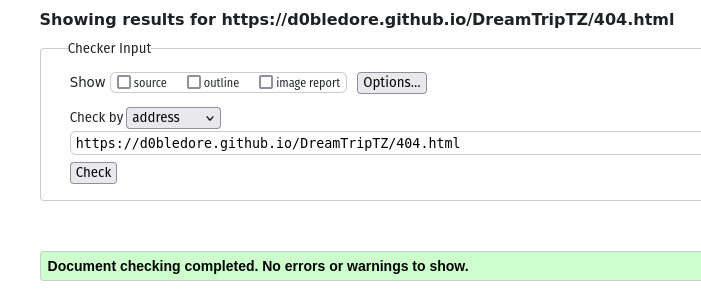 Showing results for https://d0bledore.github.io/DreamTripTZ/404.html
Checker Input
Show source outline image report Options...
Check by address
https://d0bledore.github.io/DreamTripTZ/404.html
Check
Document checking completed. No errors or warnings to show.